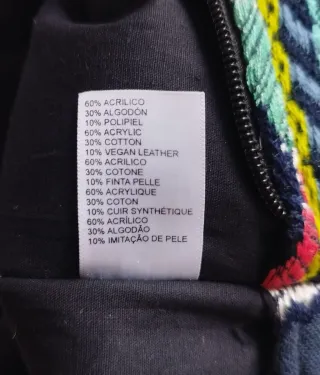 60% ACRILICO
30% ALGODÓN
10% POLIPIEL
60% ACRYLIC
30% COTTON
10% VEGAN LEATHER
60% ACRILICO
30% COTONE
10% FINTA PELLE
60% ACRYLIQUE
30% COTON
10% CUIR SYNTHÉTIQUE
60% ACRÍLICO
30% ALGODÃO
10% IMITAÇÃO DE PELE